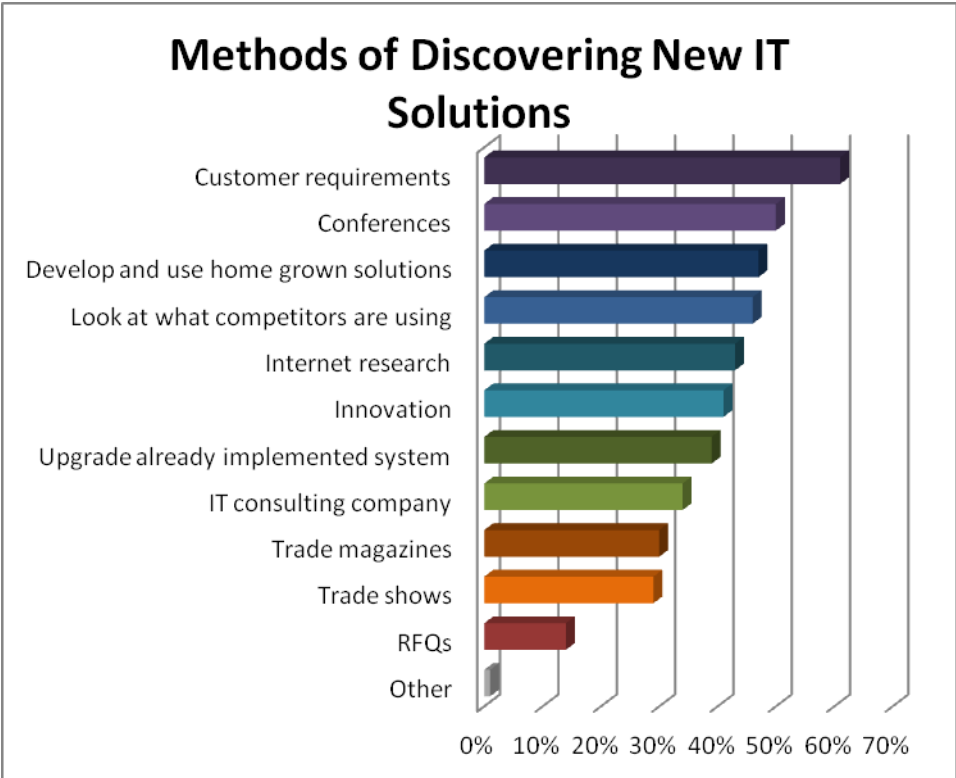 Methods of Discovering New IT
Solutions
Customer requirements
Conferences
Develop and use home grown solutions
Look at what competitors are using
Internet research
Innovation
Upgrade already implemented system
IT consulting company
Trade magazines
Trade shows
RFQs
Other
0% 10% 20% 30% 40% 50% 60% 70%